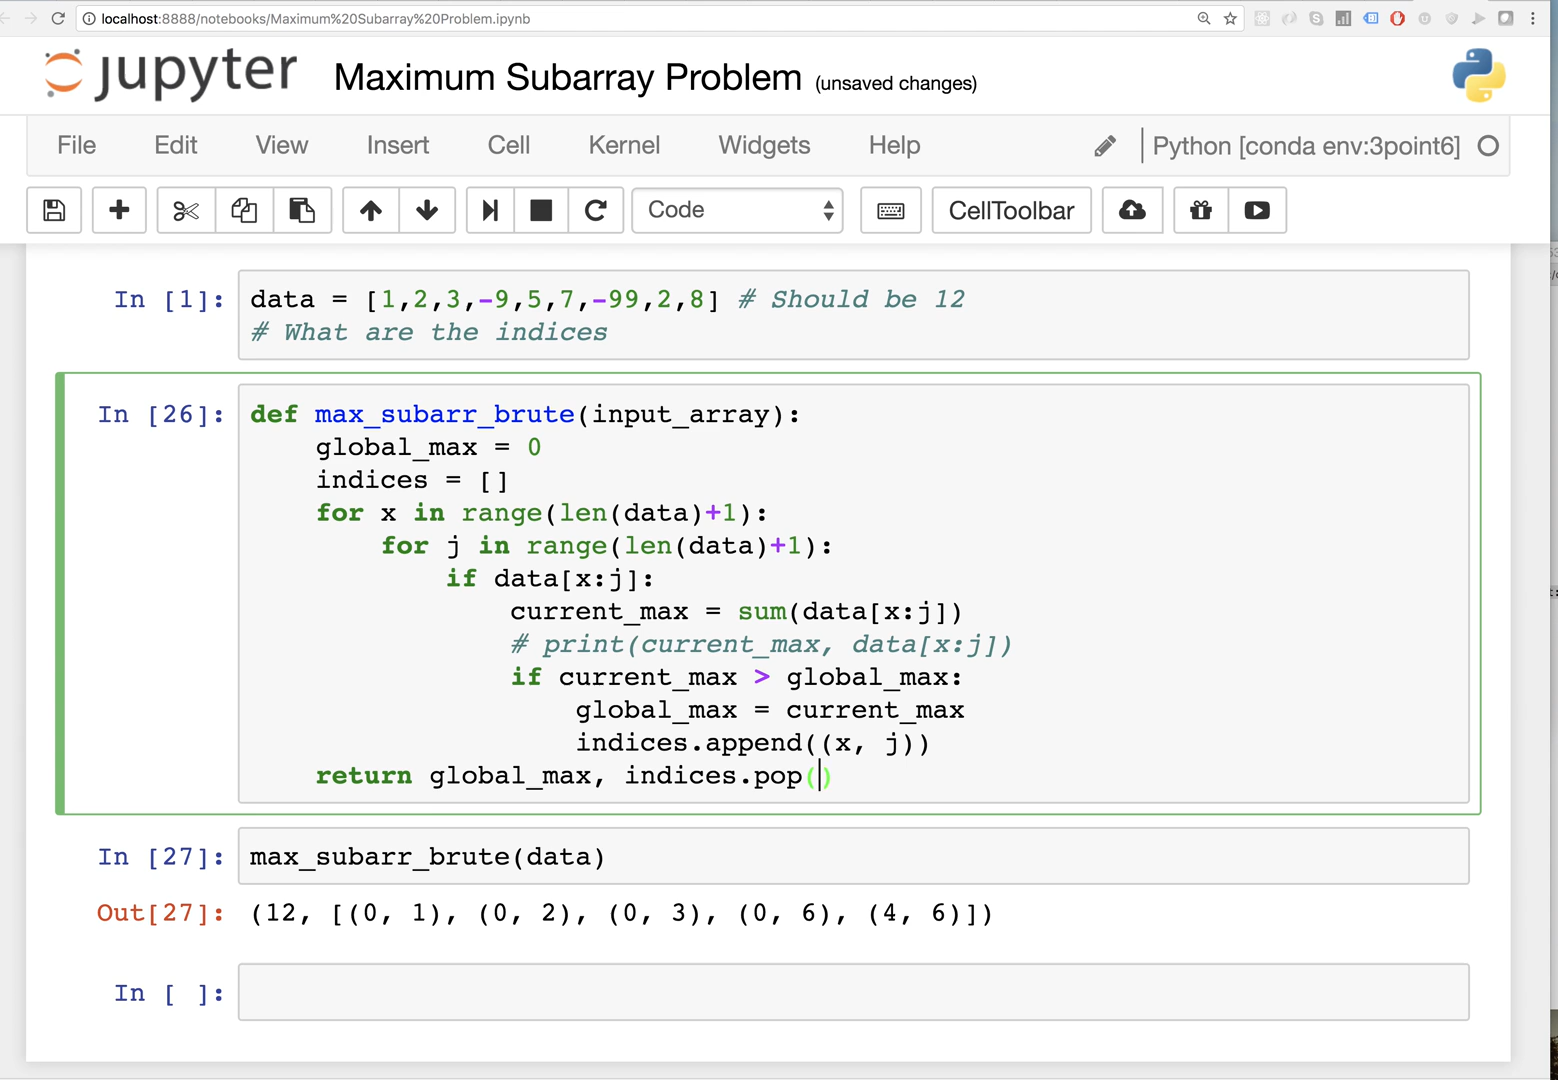 localhost:8888/notebooks/Maximum%20Subarray%20Problem.ipynb
jupyter Maximum Subarray Problem (unsaved changes)
File Edit View Insert Cell Kernel Widgets Help Python [conda env:3point6]
Code CellToolbar
In [1]: data = [1,2,3,-9,5,7,-99,2,8] # Should be 12
# What are the indices
In [26]: def max_subarr_brute(input_array):
    global_max = 0
    indices = []
    for x in range(len(data)+1):
        for j in range(len(data)+1):
            if data[x:j]:
                current_max = sum(data[x:j])
                # print(current_max, data[x:j])
                if current_max > global_max:
                    global_max = current_max
                    indices.append((x, j))
    return global_max, indices.pop()
In [27]: max_subarr_brute(data)
Out[27]: (12, [(0, 1), (0, 2), (0, 3), (0, 6), (4, 6)])
In [ ]: